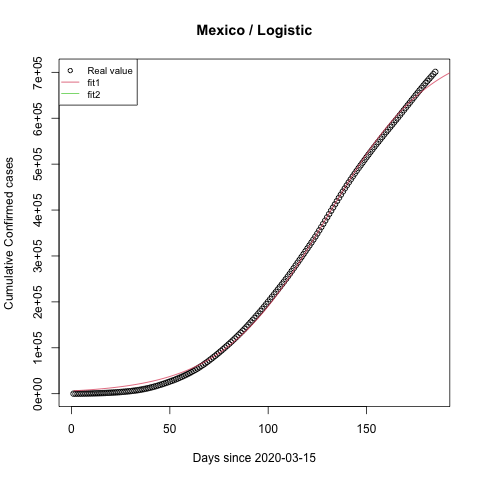 Mexico / Logistic
Real value
fit1
fit2
Cumulative Confirmed cases
7e+05
6e+05
5e+05
4e+05
3e+05
2e+05
1e+05
0e+00
0 50 100 150
Days since 2020-03-15